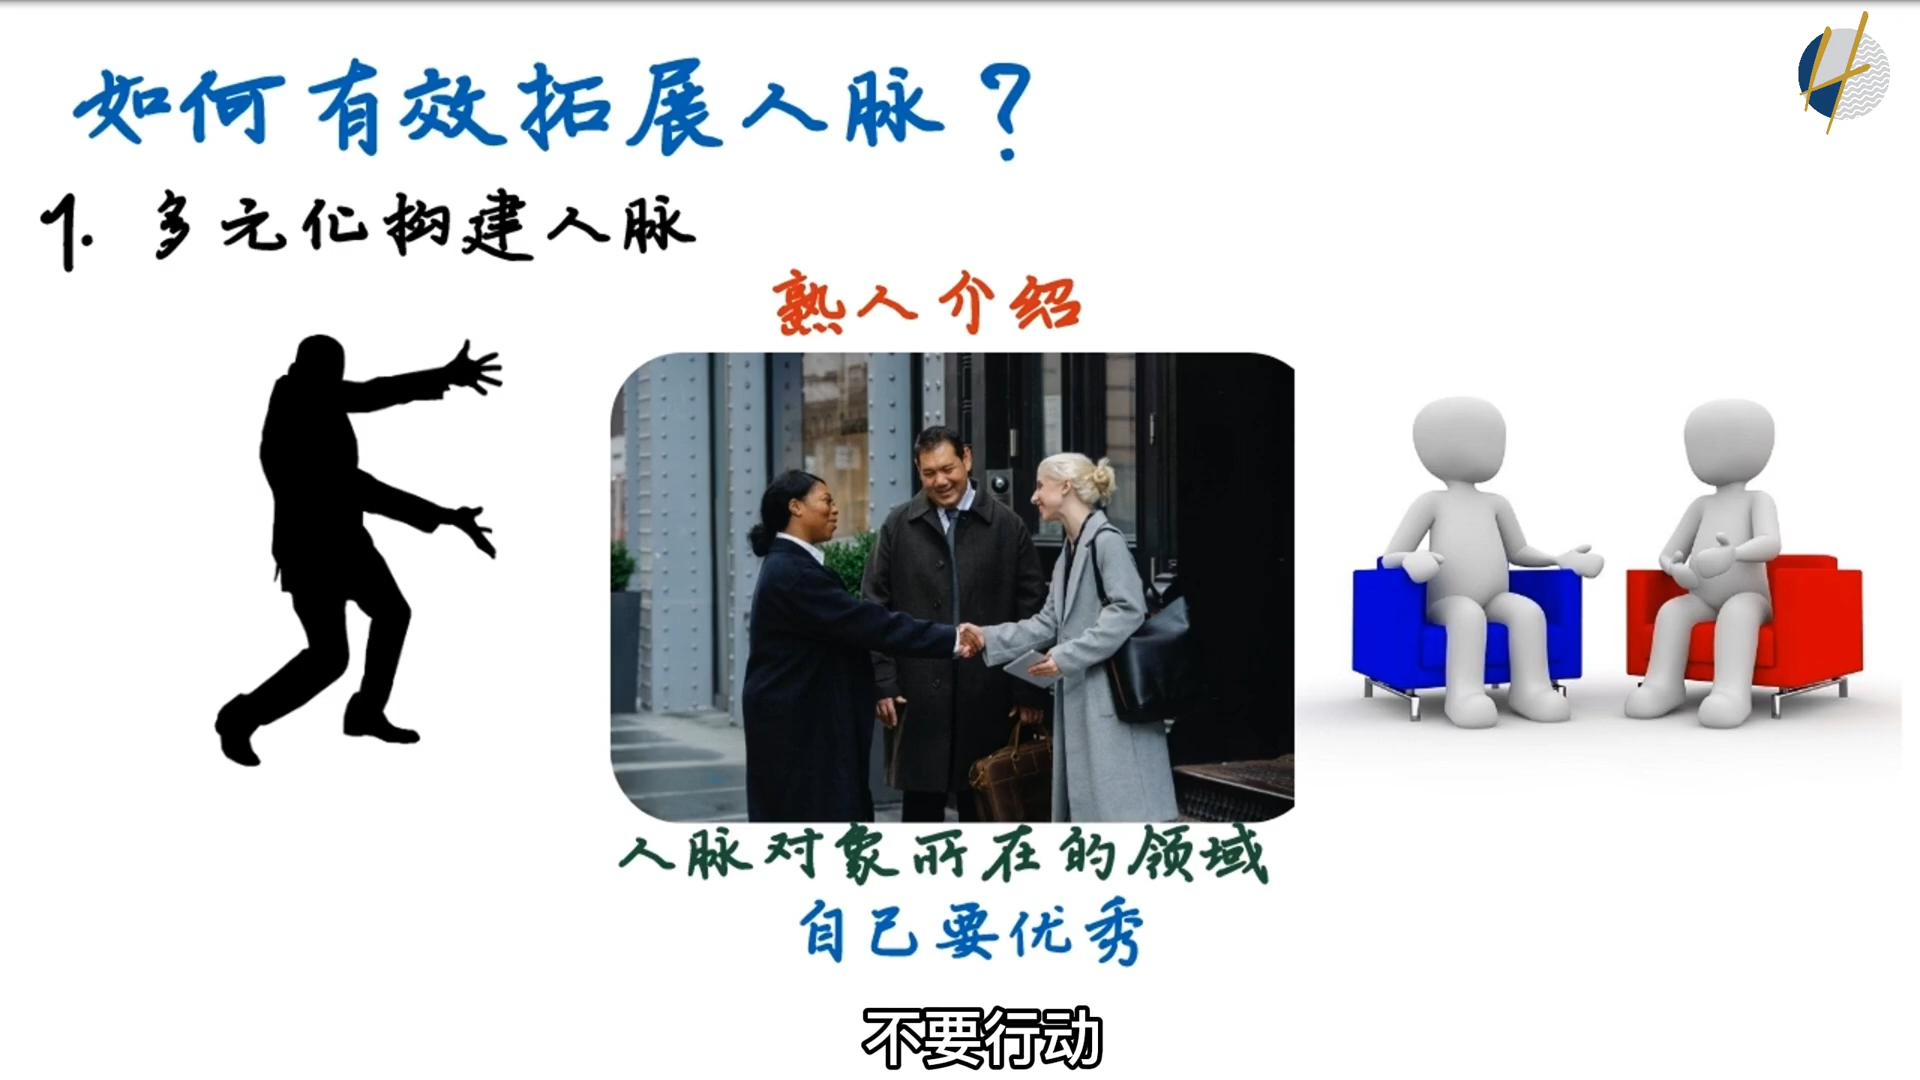 如何有效拓展人脉？
1. 多元化构建人脉
熟人介绍
人脉对象所在的领域
自己要优秀
不要行动